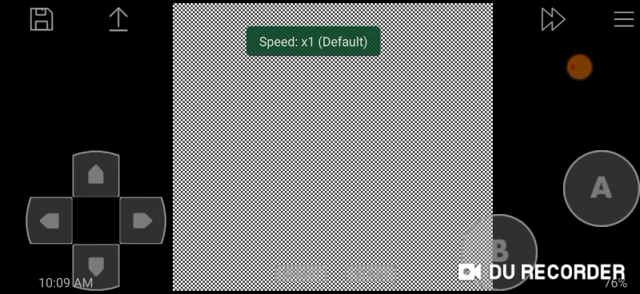 Speed: x1 (Default)
A
B
DU RECORDER
10:09 AM
76%